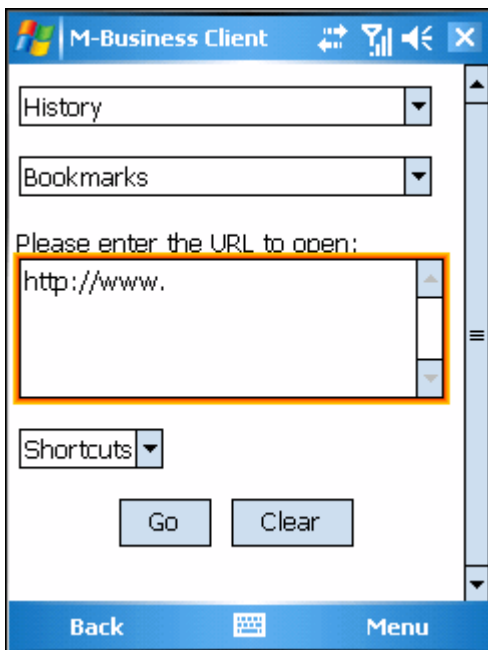 M-Business Client
History
Bookmarks
Please enter the URL to open:
http://www.
Shortcuts
Go Clear
Back Menu